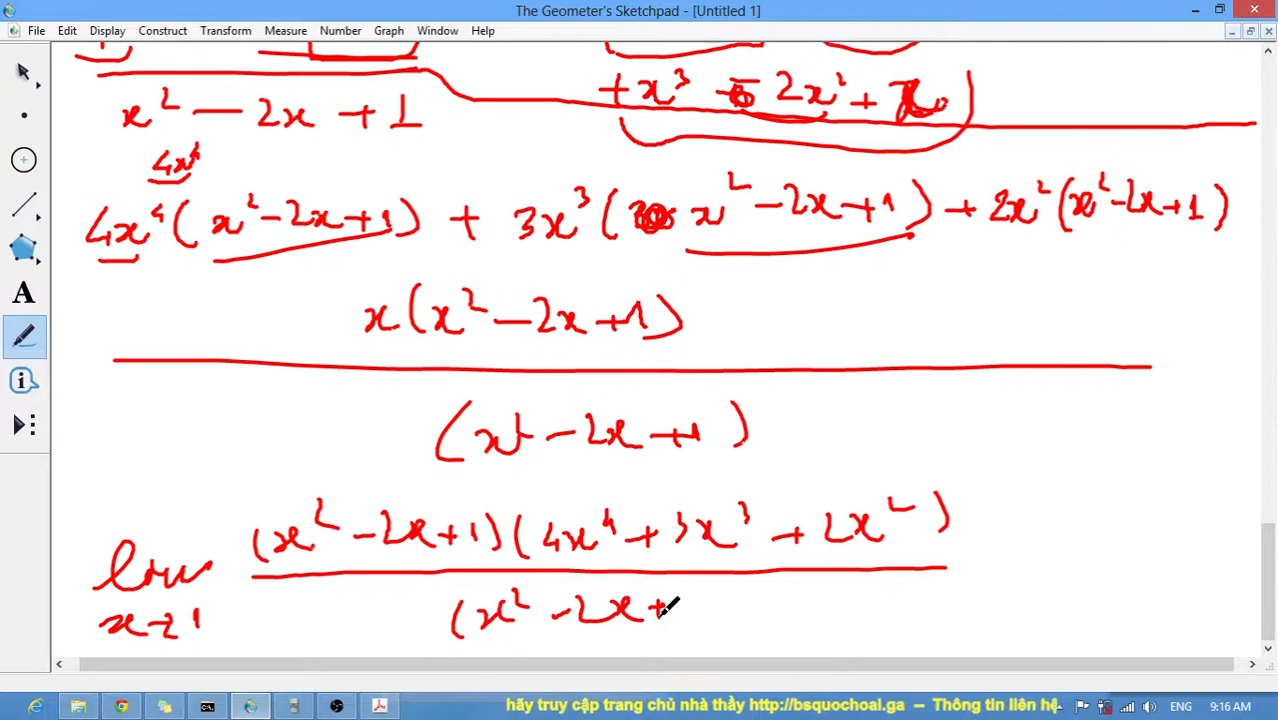 The Geometer's Sketchpad - [Untitled 1]
File Edit Display Construct Transform Measure Number Graph Window Help
+ x³ - 2x² +
x² - 2x + 1
4x⁴
4x⁴(x² - 2x + 1) + 3x³( x² - 2x + 1) + 2x²(x² - 2x + 1)
x(x² - 2x + 1)
(x² - 2x + 1)
lim (x² - 2x + 1)(4x⁴ + 3x³ + 2x²)
x→1 (x² - 2x +
hãy truy cập trang chủ nhà thầy http://bsquochoai.ga -- Thông tin liên hệ
ENG 9:16 AM